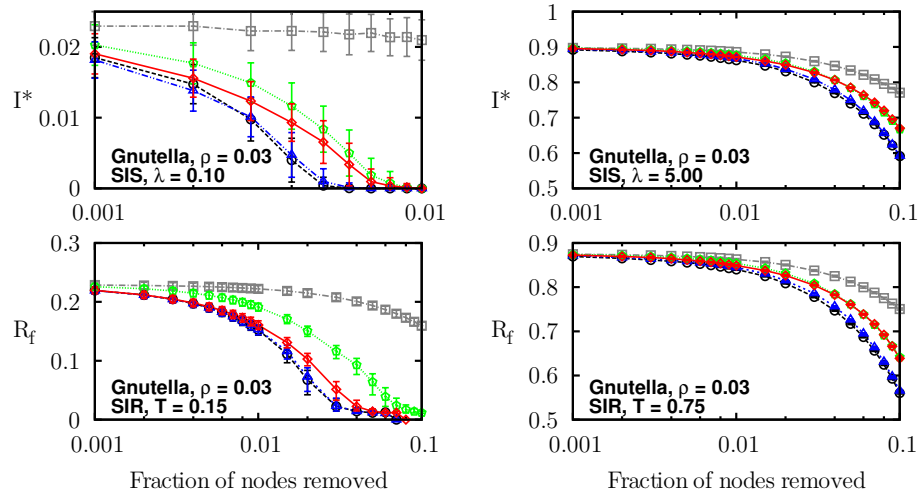 0.02
0.01
0
I*
Gnutella, ρ = 0.03
SIS, λ = 0.10
0.001
0.01
1
0.9
0.8
0.7
0.6
0.5
I*
Gnutella, ρ = 0.03
SIS, λ = 5.00
0.001
0.01
0.1
0.3
0.2
0.1
0
R_f
Gnutella, ρ = 0.03
SIR, T = 0.15
0.001
0.01
0.1
Fraction of nodes removed
0.9
0.8
0.7
0.6
0.5
R_f
Gnutella, ρ = 0.03
SIR, T = 0.75
0.001
0.01
0.1
Fraction of nodes removed